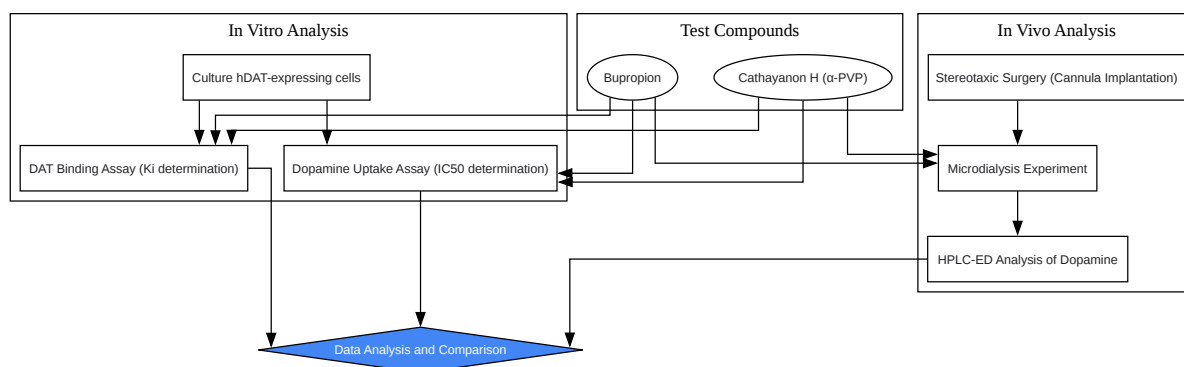 In Vitro Analysis
Culture hDAT-expressing cells
DAT Binding Assay (Ki determination)
Dopamine Uptake Assay (IC50 determination)
Test Compounds
Bupropion
Cathayanon H (α-PVP)
In Vivo Analysis
Stereotaxic Surgery (Cannula Implantation)
Microdialysis Experiment
HPLC-ED Analysis of Dopamine
Data Analysis and Comparison